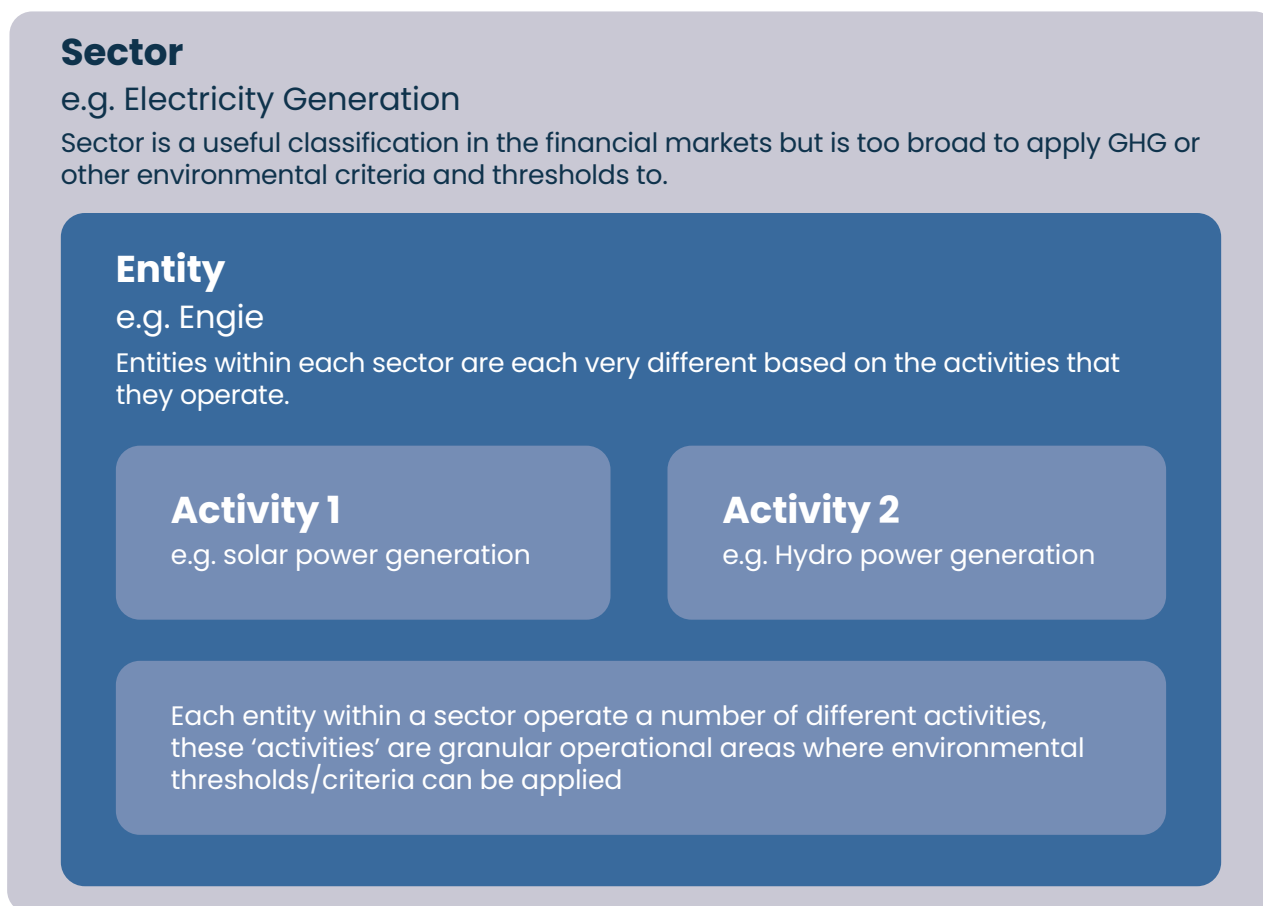 Sector
e.g. Electricity Generation
Sector is a useful classification in the financial markets but is too broad to apply GHG or
other environmental criteria and thresholds to.
Entity
e.g. Engie
Entities within each sector are each very different based on the activities that
they operate.
Activity 1
e.g. solar power generation
Activity 2
e.g. Hydro power generation
Each entity within a sector operate a number of different activities,
these ‘activities’ are granular operational areas where environmental
thresholds/criteria can be applied